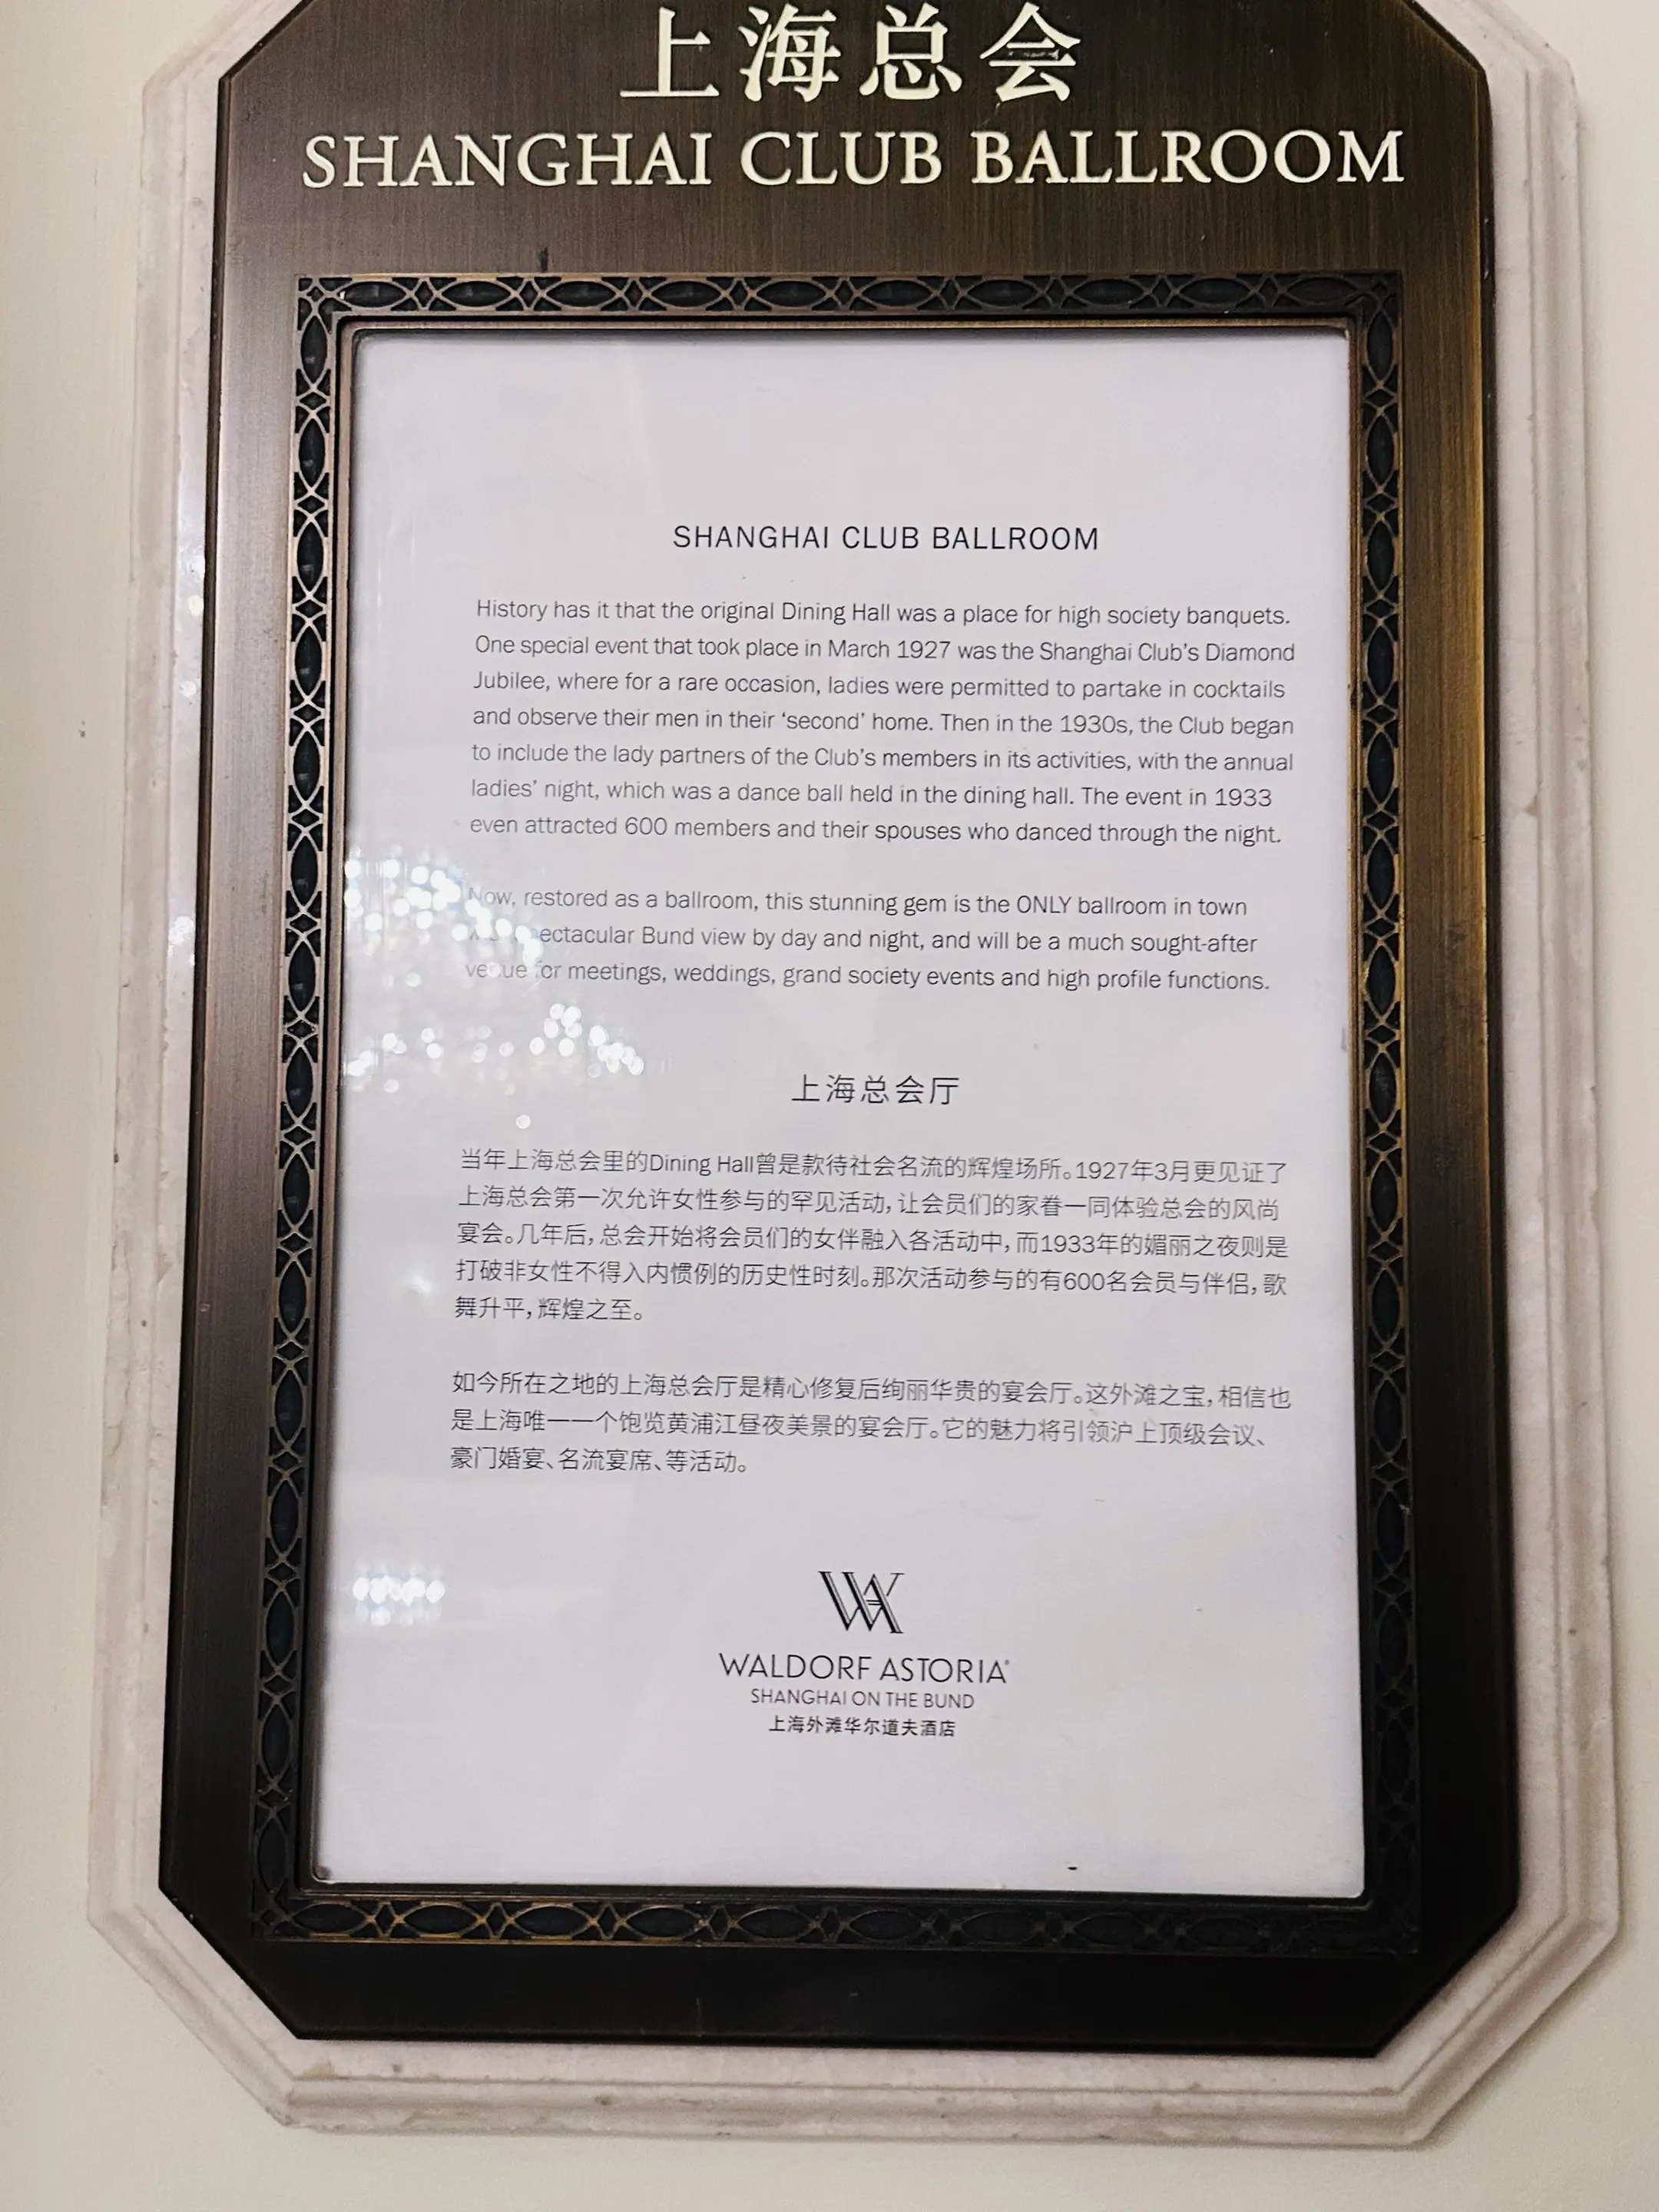 上海总会
SHANGHAI CLUB BALLROOM
SHANGHAI CLUB BALLROOM
History has it that the original Dining Hall was a place for high society banquets.
One special event that took place in March 1927 was the Shanghai Club's Diamond
Jubilee, where for a rare occasion, ladies were permitted to partake in cocktails
and observe their men in their ‘second’ home. Then in the 1930s, the Club began
to include the lady partners of the Club's members in its activities, with the annual
ladies’ night, which was a dance ball held in the dining hall. The event in 1933
even attracted 600 members and their spouses who danced through the night.
Now, restored as a ballroom, this stunning gem is the ONLY ballroom in town
Bund view by day and night, and will be a much sought-after
venue for meetings, weddings, grand society events and high profile functions.
上海总会厅
当年上海总会里的Dining Hall曾是款待社会名流的辉煌场所。1927年3月更见证了
上海总会第一次允许女性参与的罕见活动，让会员们的家眷一同体验总会的风尚
宴会。几年后，总会开始将会员们的女伴融入各活动中，而1933年的媚丽之夜则是
打破非女性不得入内惯例的历史性时刻。那次活动参与的有600名会员与伴侣，歌
舞升平，辉煌之至。
如今所在之地的上海总会厅是精心修复后绚丽华贵的宴会厅。这外滩之宝，相信也
是上海唯一一个饱览黄浦江昼夜美景的宴会厅。它的魅力将引领沪上顶级会议、
豪门婚宴、名流宴席、等活动。
WA
WALDORF ASTORIA®
SHANGHAI ON THE BUND
上海外滩华尔道夫酒店